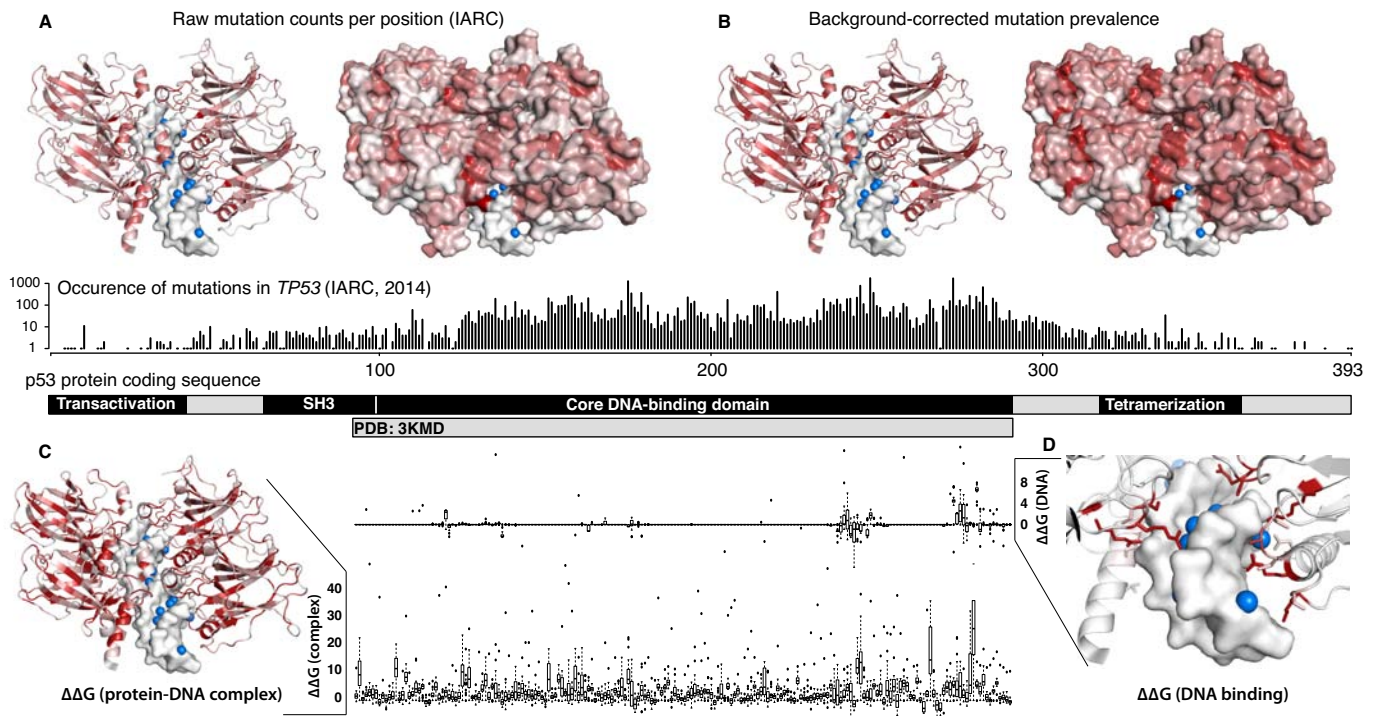 A
Raw mutation counts per position (IARC)
B
Background-corrected mutation prevalence
Occurence of mutations in TP53 (IARC, 2014)
1000
100
10
1
100
200
300
393
p53 protein coding sequence
Transactivation
SH3
Core DNA-binding domain
Tetramerization
PDB: 3KMD
C
ΔΔG (protein-DNA complex)
ΔΔG (complex)
40
30
20
10
0
ΔΔG (DNA)
8
4
0
D
ΔΔG (DNA binding)